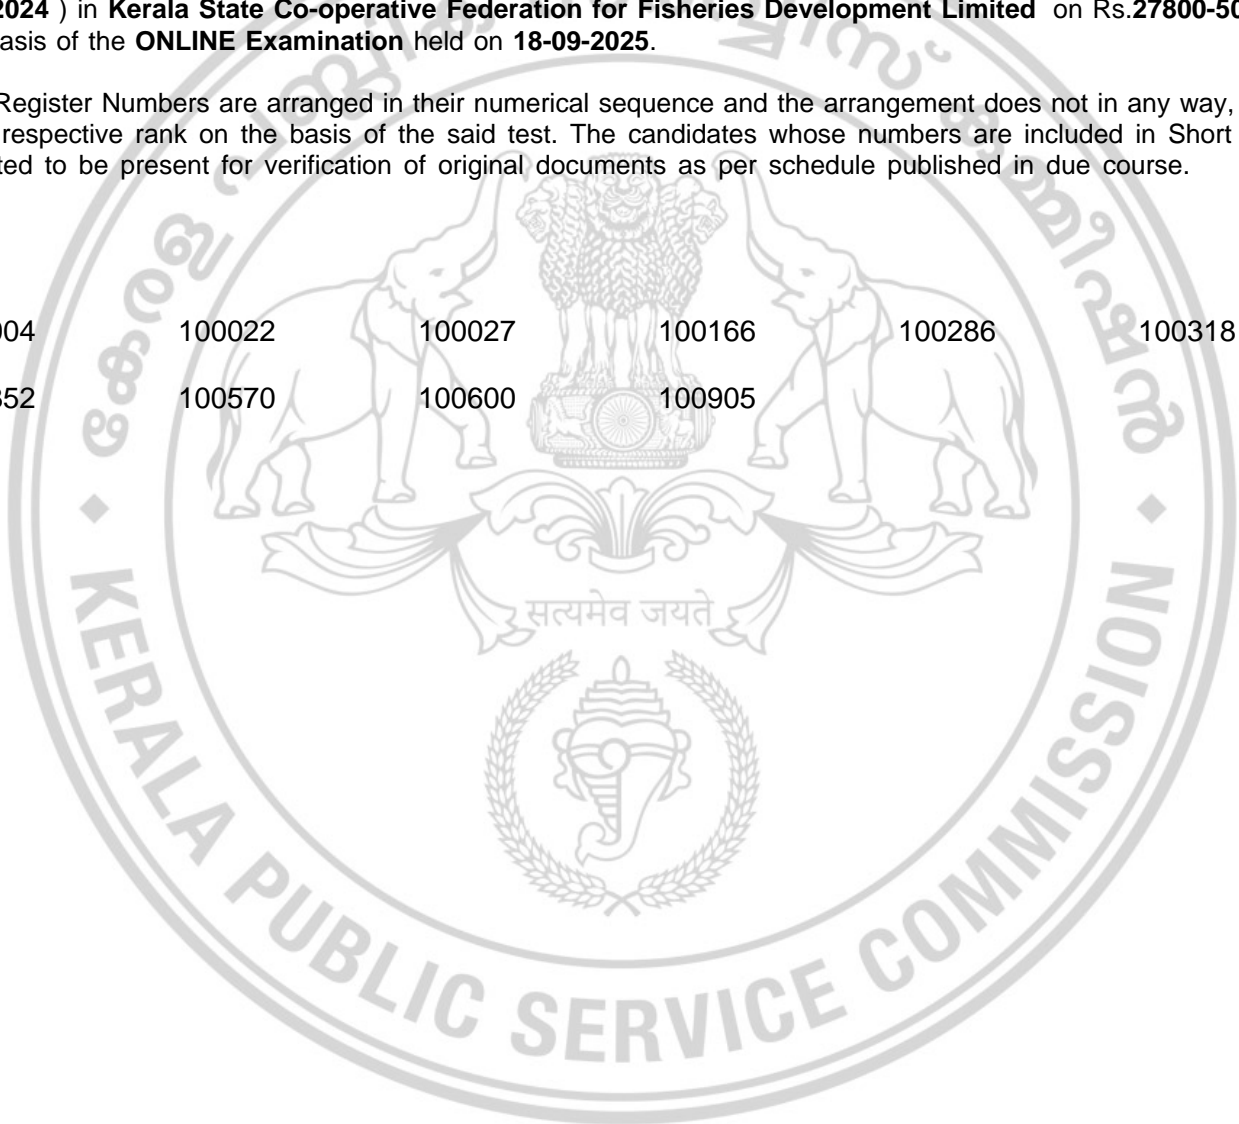 2024 ) in Kerala State Co-operative Federation for Fisheries Development Limited on Rs.27800-50
asis of the ONLINE Examination held on 18-09-2025.
Register Numbers are arranged in their numerical sequence and the arrangement does not in any way,
respective rank on the basis of the said test. The candidates whose numbers are included in Short
ted to be present for verification of original documents as per schedule published in due course.
004 100022 100027 100166 100286 100318
352 100570 100600 100905
सत्यमेव जयते
KERALA PUBLIC SERVICE COMMISSION